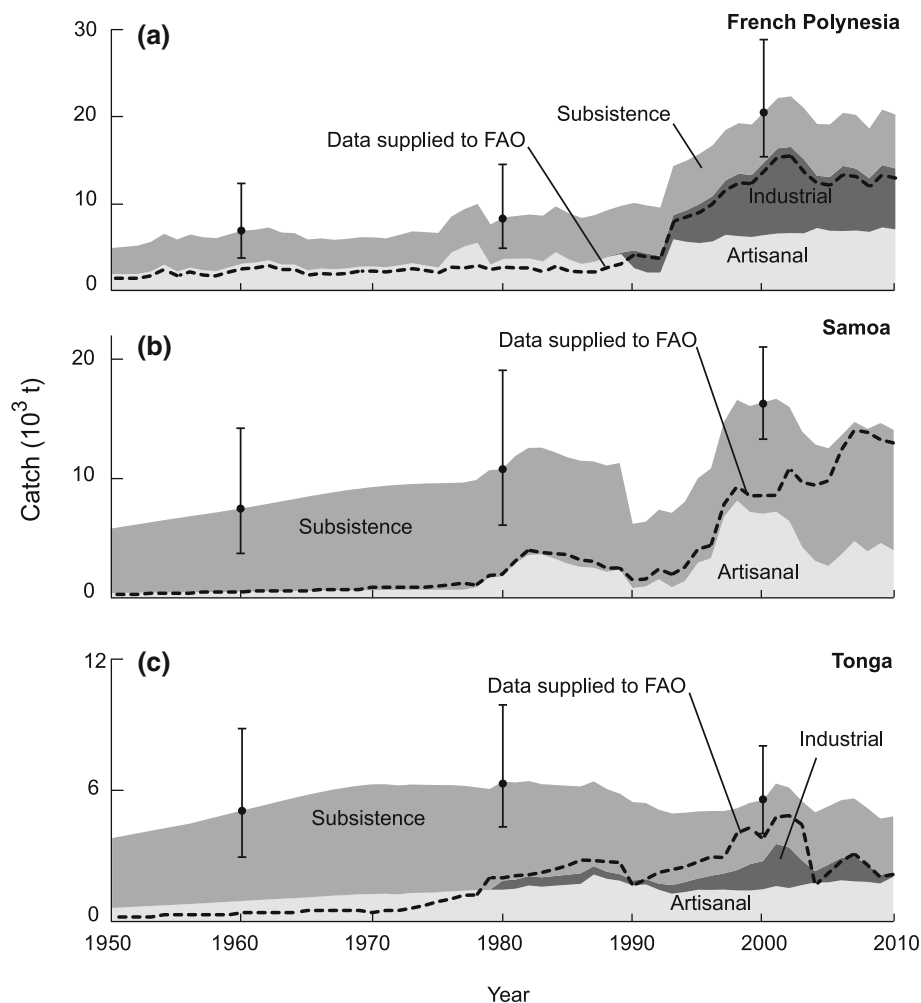 (a)
French Polynesia
30
20
10
0
Subsistence
Data supplied to FAO
Industrial
Artisanal
(b)
Samoa
20
10
0
Data supplied to FAO
Subsistence
Artisanal
Catch (10³ t)
(c)
Tonga
12
6
0
Data supplied to FAO
Industrial
Subsistence
Artisanal
1950 1960 1970 1980 1990 2000 2010
Year